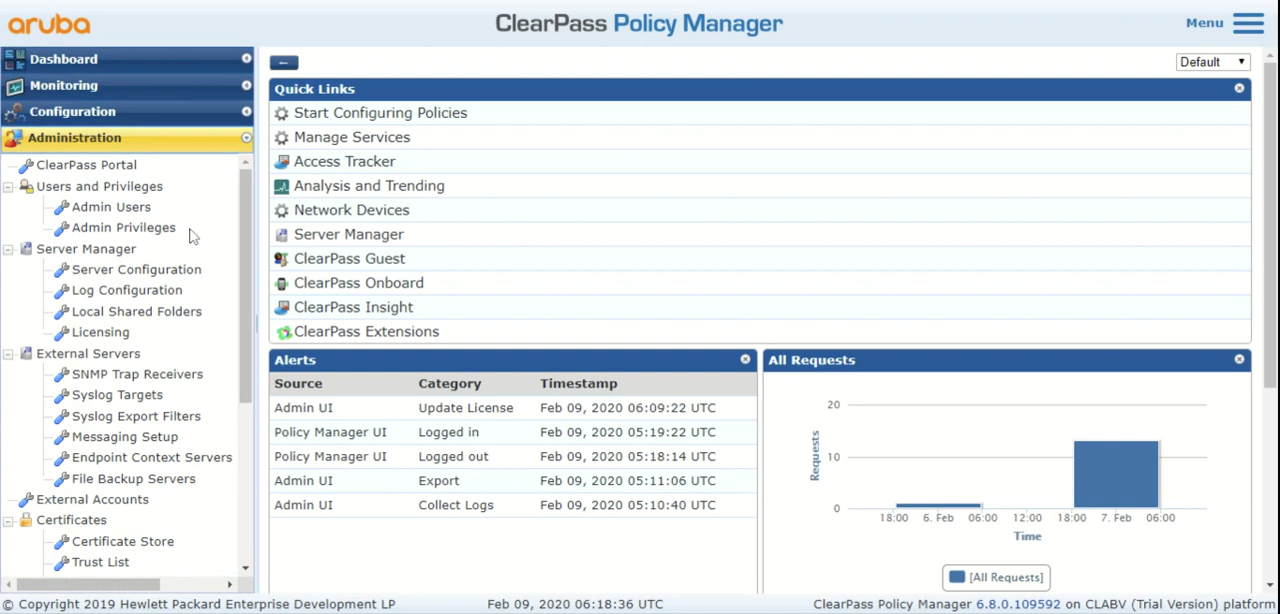 aruba
ClearPass Policy Manager
Menu
Dashboard
Monitoring
Configuration
Administration
ClearPass Portal
Users and Privileges
Admin Users
Admin Privileges
Server Manager
Server Configuration
Log Configuration
Local Shared Folders
Licensing
External Servers
SNMP Trap Receivers
Syslog Targets
Syslog Export Filters
Messaging Setup
Endpoint Context Servers
File Backup Servers
External Accounts
Certificates
Certificate Store
Trust List
Default
Quick Links
Start Configuring Policies
Manage Services
Access Tracker
Analysis and Trending
Network Devices
Server Manager
ClearPass Guest
ClearPass Onboard
ClearPass Insight
ClearPass Extensions
Alerts
Source Category Timestamp
Admin UI Update License Feb 09, 2020 06:09:22 UTC
Policy Manager UI Logged in Feb 09, 2020 05:19:22 UTC
Policy Manager UI Logged out Feb 09, 2020 05:18:14 UTC
Admin UI Export Feb 09, 2020 05:11:06 UTC
Admin UI Collect Logs Feb 09, 2020 05:10:40 UTC
All Requests
20
10
0
Requests
18:00 6. Feb 06:00 12:00 18:00 7. Feb 06:00
Time
[All Requests]
© Copyright 2019 Hewlett Packard Enterprise Development LP Feb 09, 2020 06:18:36 UTC ClearPass Policy Manager 6.8.0.109592 on CLABV (Trial Version) platform